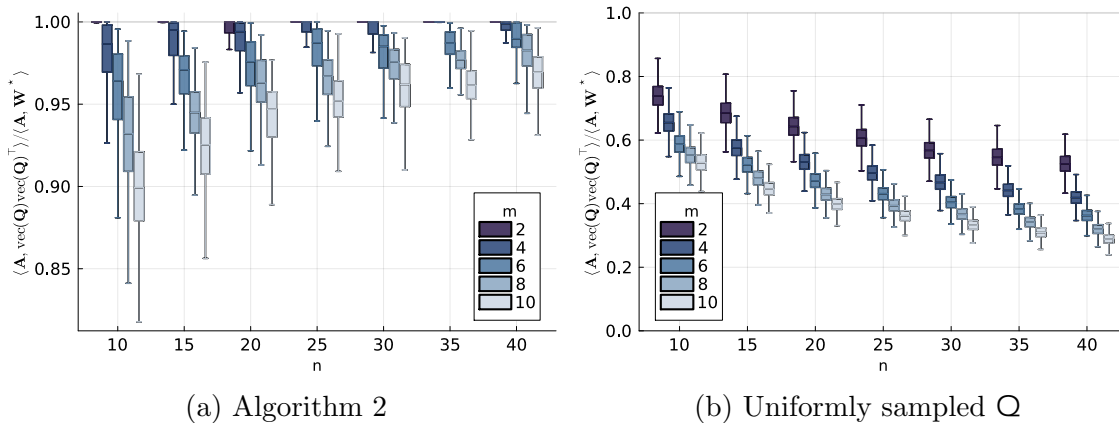 ⟨A, vec(Q) vec(Q)⊤⟩/⟨A, W⋆⟩
1.00
0.95
0.90
0.85
10 15 20 25 30 35 40
n
m
2
4
6
8
10
(a) Algorithm 2
⟨A, vec(Q) vec(Q)⊤⟩/⟨A, W⋆⟩
1.0
0.8
0.6
0.4
0.2
0.0
10 15 20 25 30 35 40
n
m
2
4
6
8
10
(b) Uniformly sampled Q